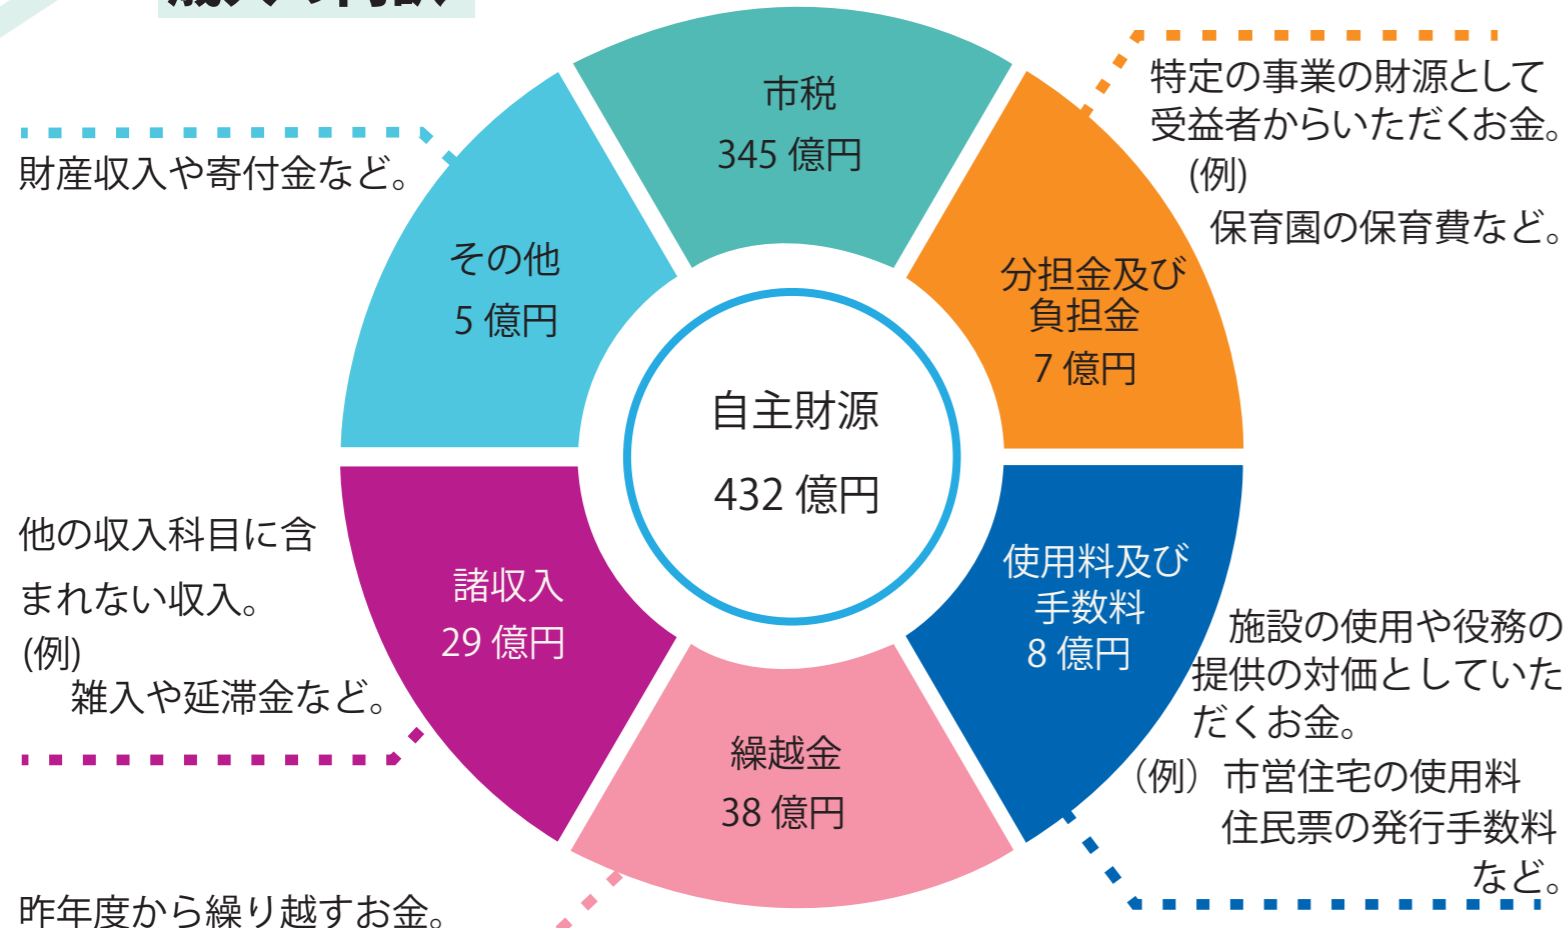 市税
345 億円
特定の事業の財源として
受益者からいただくお金。
(例)
保育園の保育費など。
財産収入や寄付金など。
その他
5 億円
分担金及び
負担金
7 億円
自主財源
432 億円
他の収入科目に含
まれない収入。
(例)
雑入や延滞金など。
諸収入
29 億円
使用料及び
手数料
8 億円
施設の使用や役務の
提供の対価としていた
だくお金。
（例）市営住宅の使用料
住民票の発行手数料
など。
繰越金
38 億円
昨年度から繰り越すお金。